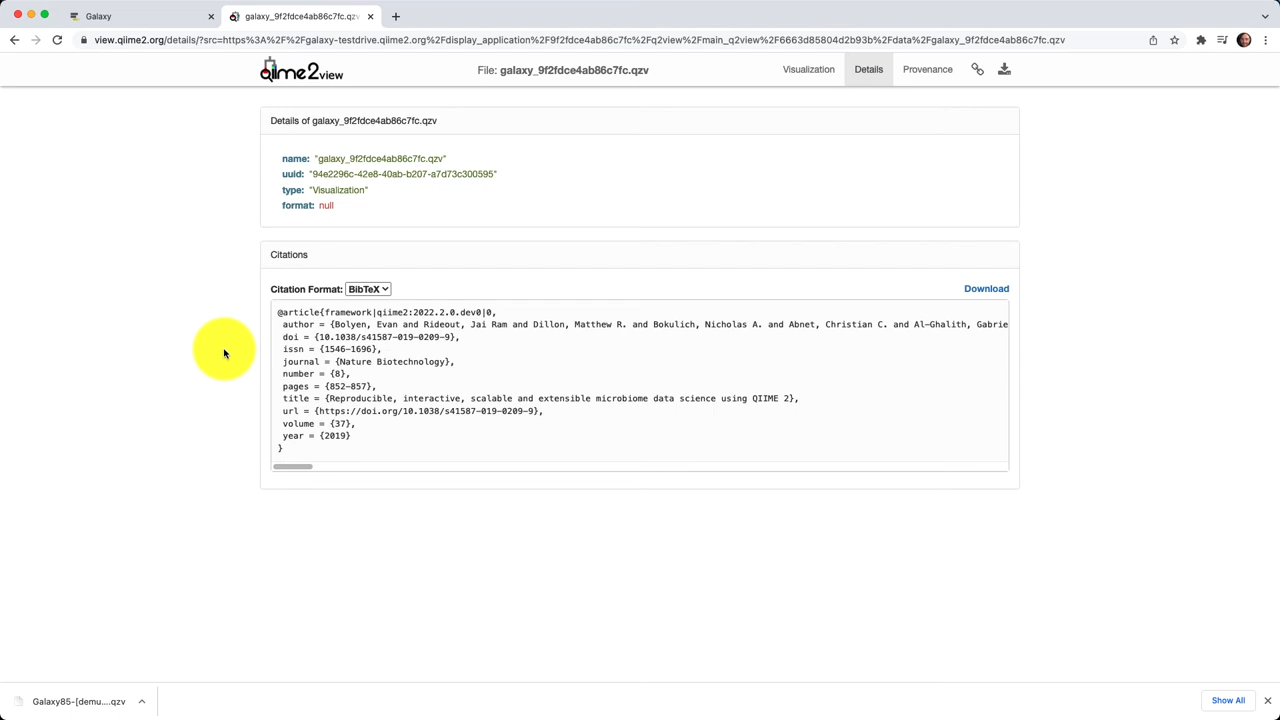 Galaxy
galaxy_9f2fdce4ab86c7fc.qzv
view.qiime2.org/details/?src=https%3A%2F%2Fgalaxy-testdrive.qiime2.org%2Fdisplay_application%2F9f2fdce4ab86c7fc%2Fq2view%2Fmain_q2view%2F6663d85804d2b93b%2Fdata%2Fgalaxy_9f2fdce4ab86c7fc.qzv
qiime2view
File: galaxy_9f2fdce4ab86c7fc.qzv
Visualization
Details
Provenance
Details of galaxy_9f2fdce4ab86c7fc.qzv
name: "galaxy_9f2fdce4ab86c7fc.qzv"
uuid: "94e2296c-42e8-40ab-b207-a7d73c300595"
type: "Visualization"
format: null
Citations
Citation Format: BibTeX
Download
@article{framework|qiime2:2022.2.0.dev0|0,
author = {Bolyen, Evan and Rideout, Jai Ram and Dillon, Matthew R. and Bokulich, Nicholas A. and Abnet, Christian C. and Al-Ghalith, Gabrie
doi = {10.1038/s41587-019-0209-9},
issn = {1546-1696},
journal = {Nature Biotechnology},
number = {8},
pages = {852-857},
title = {Reproducible, interactive, scalable and extensible microbiome data science using QIIME 2},
url = {https://doi.org/10.1038/s41587-019-0209-9},
volume = {37},
year = {2019}
}
Galaxy85-[demu....qzv
Show All